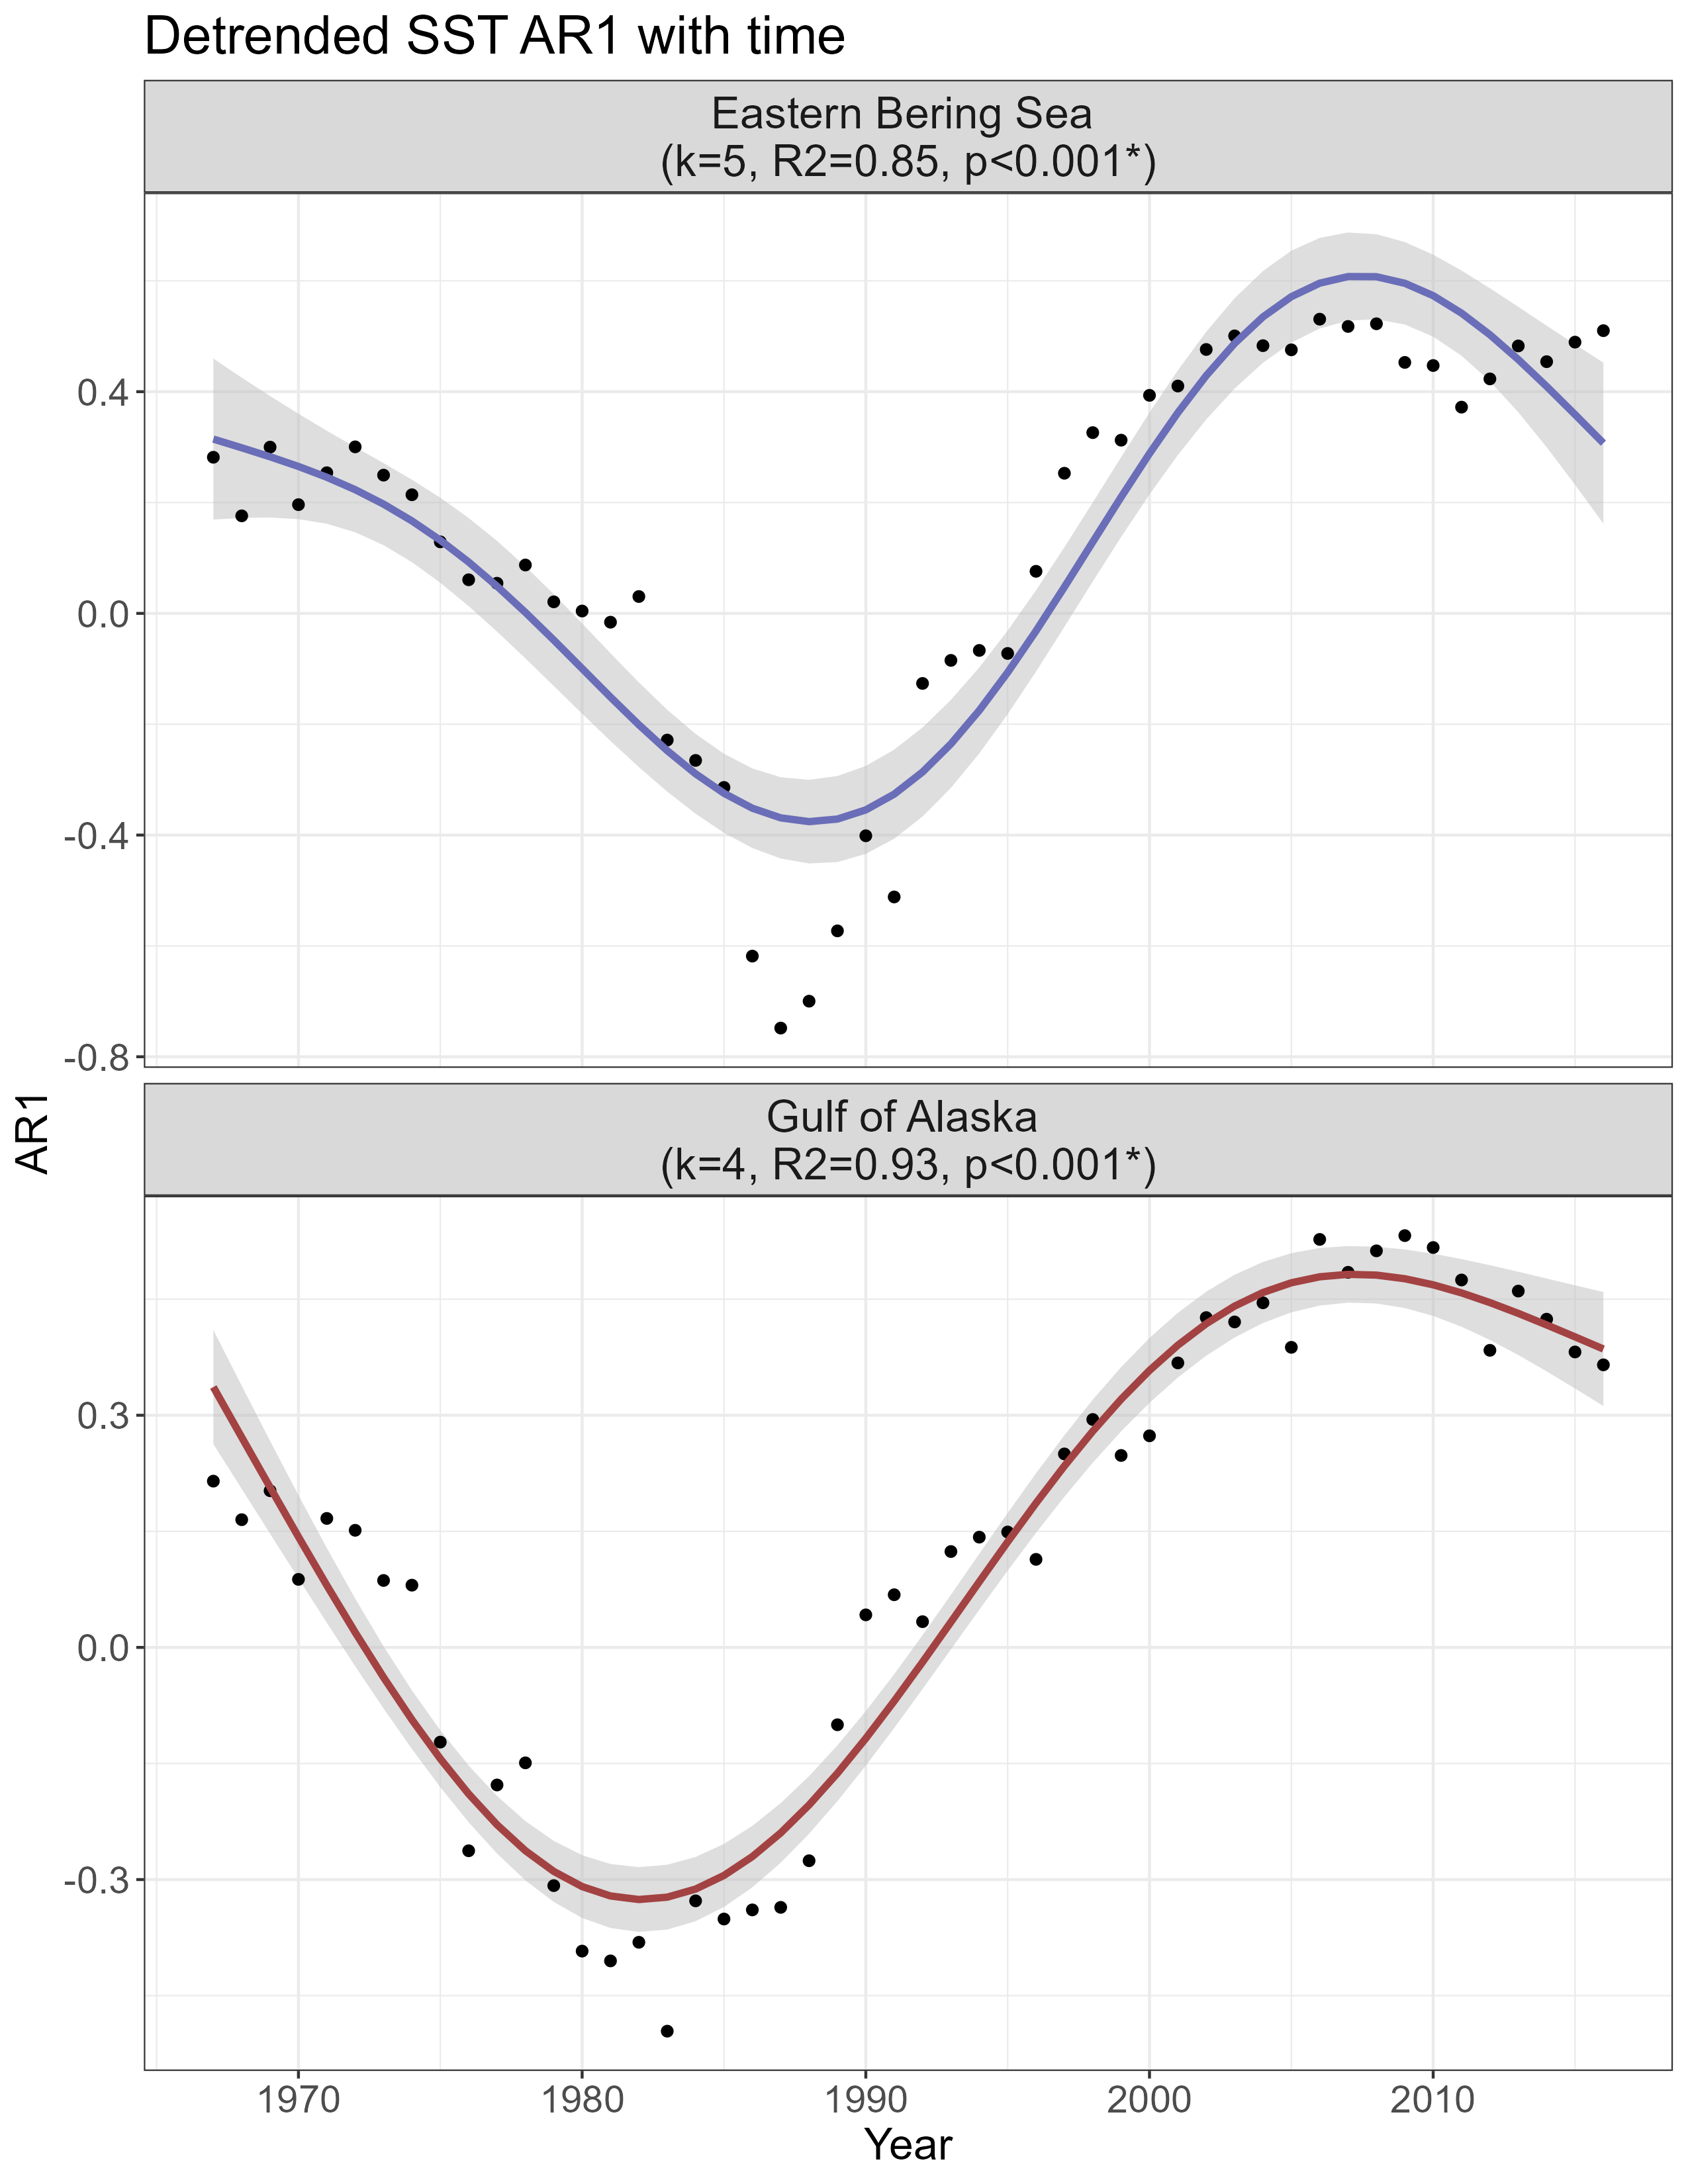 Detrended SST AR1 with time
Eastern Bering Sea
(k=5, R2=0.85, p<0.001*)
0.4
0.0
-0.4
-0.8
AR1
Gulf of Alaska
(k=4, R2=0.93, p<0.001*)
0.3
0.0
-0.3
1970 1980 1990 2000 2010
Year